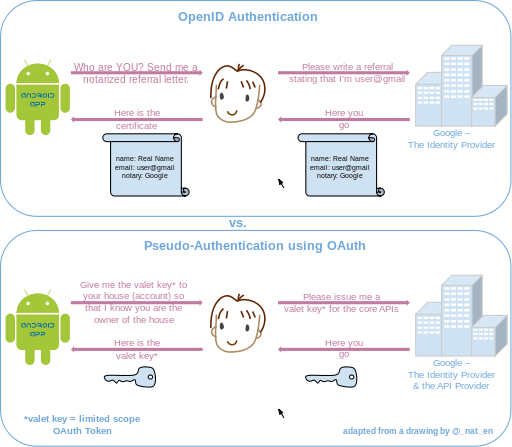 OpenID Authentication
Who are YOU? Send me a
notarized referral letter.
Please write a referral
stating that I'm user@gmail
ANDROID
APP
Here is the
certificate
Here you
go
Google –
The Identity Provider
name: Real Name
email: user@gmail
notary: Google
name: Real Name
email: user@gmail
notary: Google
vs.
Pseudo-Authentication using OAuth
Give me the valet key* to
your house (account) so
that I know you are the
owner of the house
Please issue me a
valet key* for the core APIs
ANDROID
APP
Here is the
valet key*
Here you
go
Google –
The Identity Provider
& the API Provider
*valet key = limited scope
OAuth Token
adapted from a drawing by @_nat_en